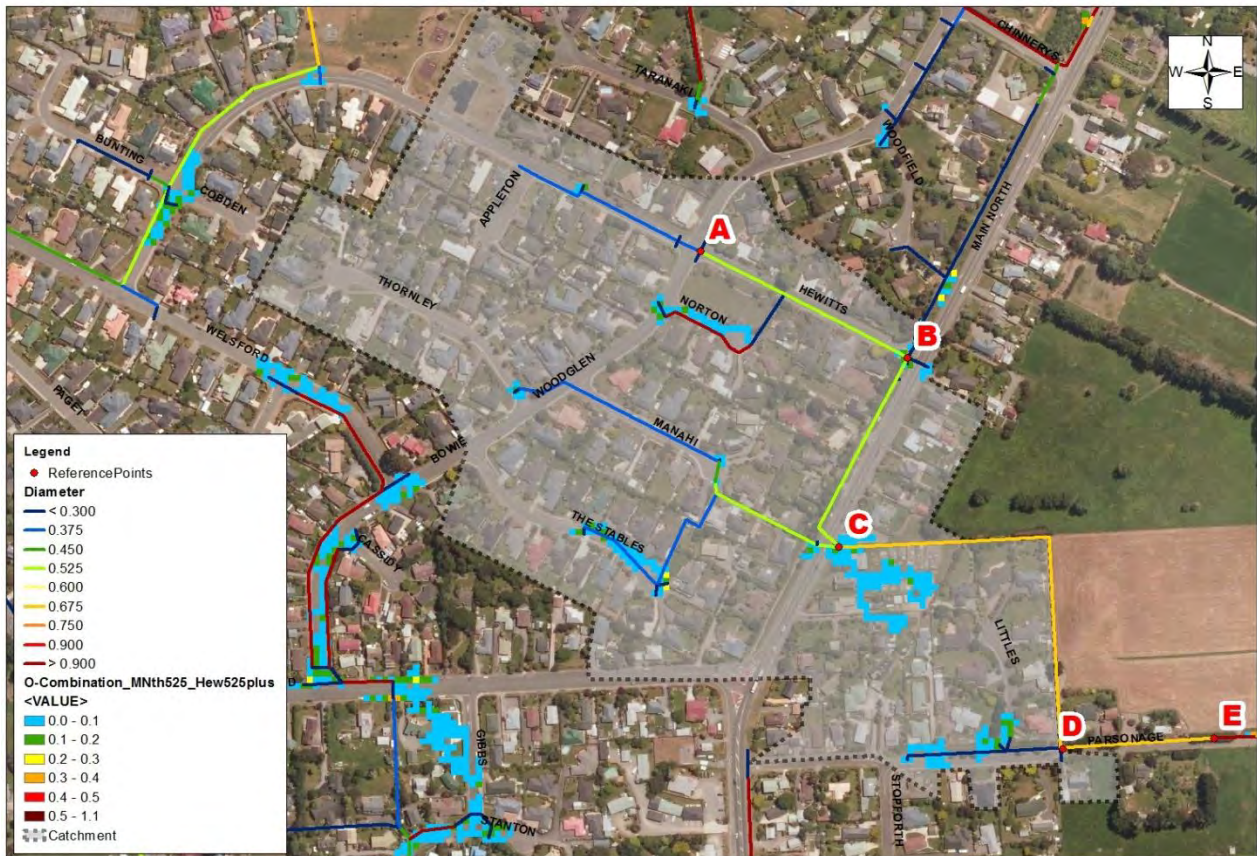 CHINNERYS
N
W E
S
TARANAKI
WOODFIELD
BUNTING
COBDEN
APPLETON
MAIN NORTH
A
THORNLEY
HEWITTS
NORTON
B
WELSFORD
WOODGLEN
PAGET
MANAHI
BOWIE
THE STABLES
C
CASSIDY
LITTLES
D
E
PARSONAGE
GIBBS
STOPFORTH
STANTON
D
Legend
ReferencePoints
Diameter
< 0.300
0.375
0.450
0.525
0.600
0.675
0.750
0.900
> 0.900
O-Combination_MNth525_Hew525plus
<VALUE>
0.0 - 0.1
0.1 - 0.2
0.2 - 0.3
0.3 - 0.4
0.4 - 0.5
0.5 - 1.1
Catchment